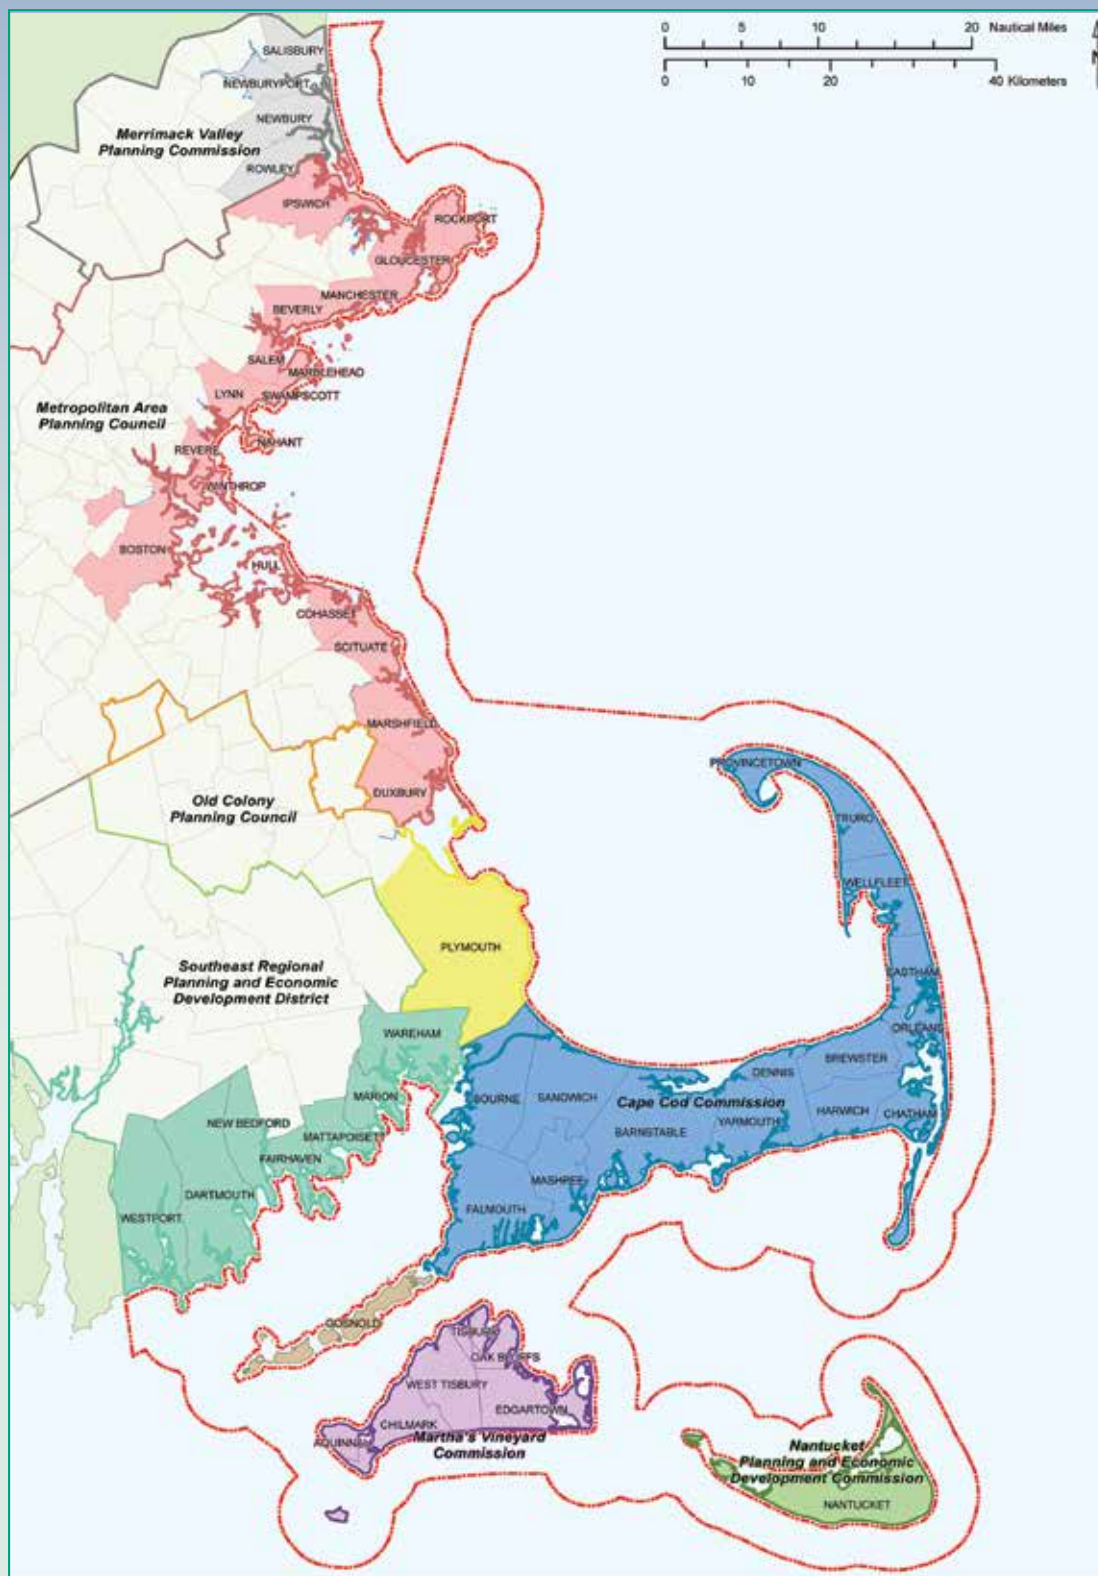 0 5 10 20 Nautical Miles
0 10 20 40 Kilometers
N
SALISBURY
NEWBURYPORT
NEWBURY
Merrimack Valley
Planning Commission
ROWLEY
IPSWICH
ROCKPORT
GLOUCESTER
MANCHESTER
BEVERLY
SALEM
MARBLEHEAD
LYNN
SWAMPSCOTT
Metropolitan Area
Planning Council
NAHANT
REVERE
WINTHROP
BOSTON
HULL
COHASSET
SCITUATE
MARSHFIELD
DUXBURY
Old Colony
Planning Council
PROVINCETOWN
TRURO
WELLFLEET
PLYMOUTH
Southeast Regional
Planning and Economic
Development District
EASTHAM
ORLEANS
WAREHAM
BREWSTER
DENNIS
MARION
BOURNE
SANDWICH
Cape Cod Commission
HARWICH
CHATHAM
NEW BEDFORD
YARMOUTH
MATTAPOISETT
BARNSTABLE
FAIRHAVEN
MASHPEE
DARTMOUTH
FALMOUTH
WESTPORT
GOSNOLD
TISBURY
OAK BLUFFS
WEST TISBURY
EDGARTOWN
CHILMARK
AQUINNAH
Martha's Vineyard
Commission
Nantucket
Planning and Economic
Development Commission
NANTUCKET